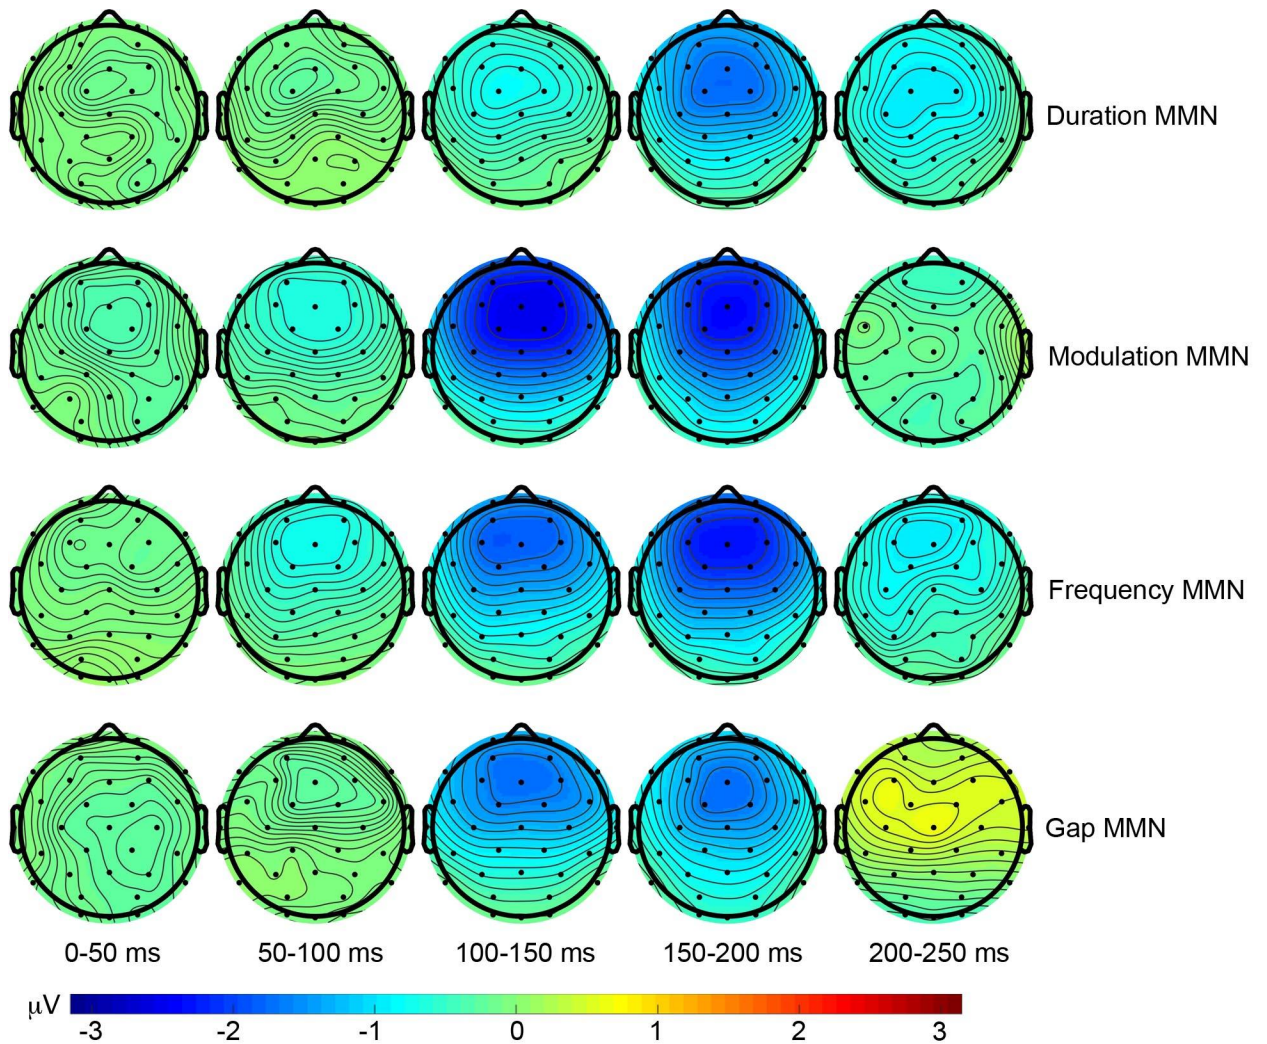 Duration MMN
Modulation MMN
Frequency MMN
Gap MMN
0-50 ms 50-100 ms 100-150 ms 150-200 ms 200-250 ms
μV
-3 -2 -1 0 1 2 3